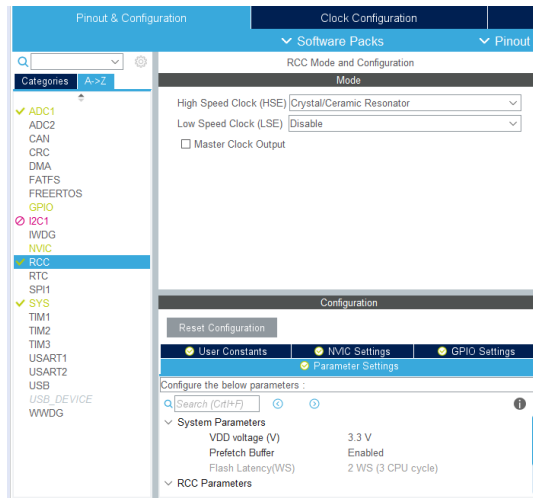 Pinout & Configuration
Clock Configuration
Software Packs
Pinout
Categories
A->Z
ADC1
ADC2
CAN
CRC
DMA
FATFS
FREERTOS
GPIO
I2C1
IWDG
NVIC
RCC
RTC
SPI1
SYS
TIM1
TIM2
TIM3
USART1
USART2
USB
USB_DEVICE
WWDG
RCC Mode and Configuration
Mode
High Speed Clock (HSE) Crystal/Ceramic Resonator
Low Speed Clock (LSE) Disable
Master Clock Output
Configuration
Reset Configuration
User Constants
NVIC Settings
GPIO Settings
Parameter Settings
Configure the below parameters :
Search (Crtl+F)
System Parameters
VDD voltage (V) 3.3 V
Prefetch Buffer Enabled
Flash Latency(WS) 2 WS (3 CPU cycle)
RCC Parameters